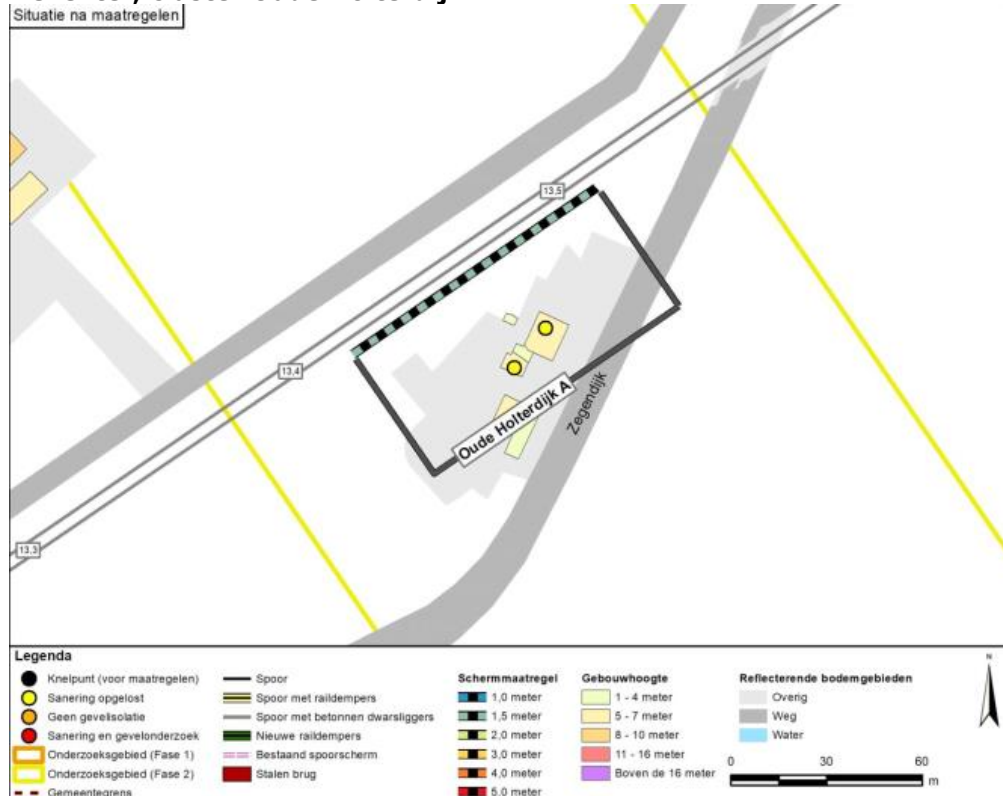 Situatie na maatregelen
13,5
13,4
13,3
Oude Holterdijk A
Zegendijk
Legenda
Knelpunt (voor maatregelen)
Sanering opgelost
Geen gevelisolatie
Sanering en gevelonderzoek
Onderzoeksgebied (Fase 1)
Onderzoeksgebied (Fase 2)
Gemeentegrens
Spoor
Spoor met raildempers
Spoor met betonnen dwarsliggers
Nieuwe raildempers
Bestaand spoorscherm
Stalen brug
Schermmaatregel
1,0 meter
1,5 meter
2,0 meter
3,0 meter
4,0 meter
5,0 meter
Gebouwhoogte
1 - 4 meter
5 - 7 meter
8 - 10 meter
11 - 16 meter
Boven de 16 meter
Reflecterende bodemgebieden
Overig
Weg
Water
N
0 30 60
m